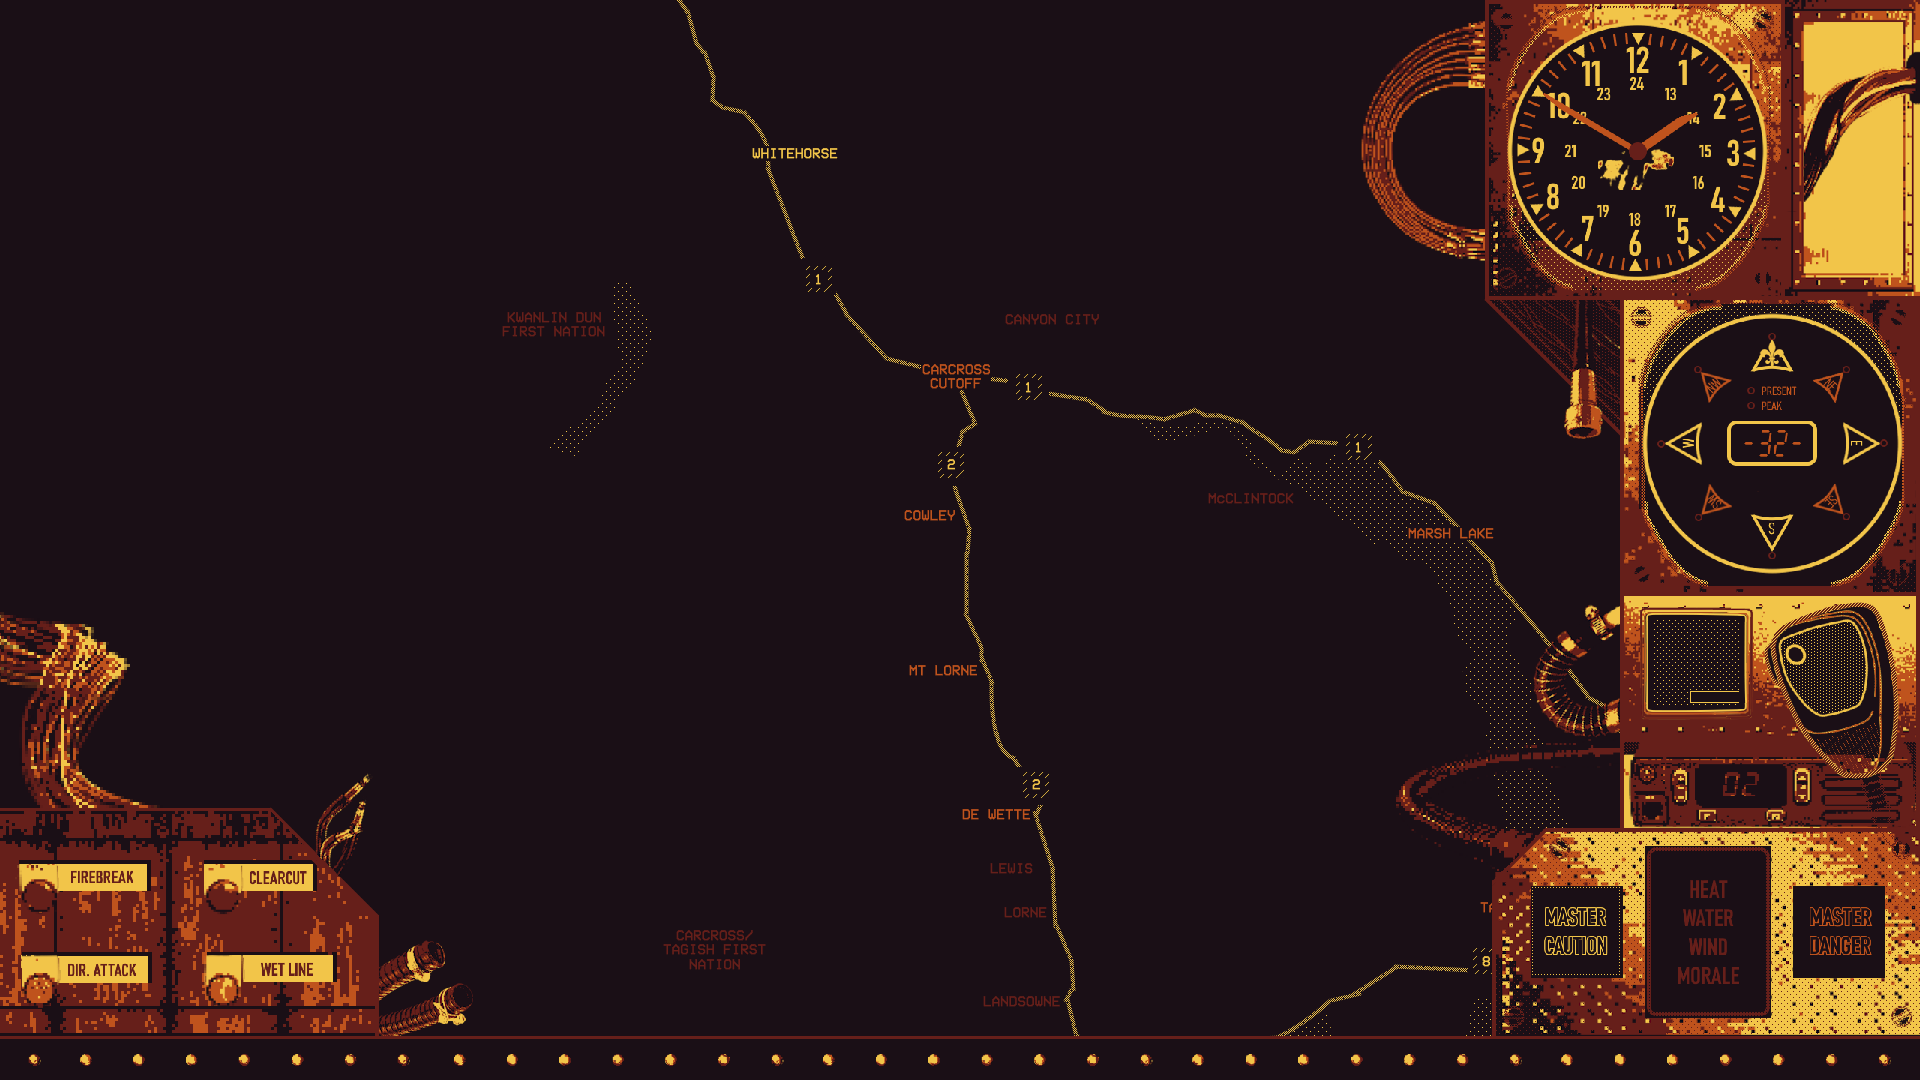 WHITEHORSE
1
KWANLIN DUN
FIRST NATION
CANYON CITY
CARCROSS
CUTOFF
1
1
2
McCLINTOCK
COWLEY
MARSH LAKE
MT LORNE
2
DE WETTE
LEWIS
LORNE
CARCROSS/
TAGISH FIRST
NATION
LANDSOWNE
8
12
1
2
3
4
5
6
7
8
9
10
11
24
13
14
15
16
17
18
19
20
21
22
23
PRESENT
PEAK
W
-32-
E
S
02
FIREBREAK
CLEARCUT
DIR. ATTACK
WET LINE
MASTER
CAUTION
HEAT
WATER
WIND
MORALE
MASTER
DANGER